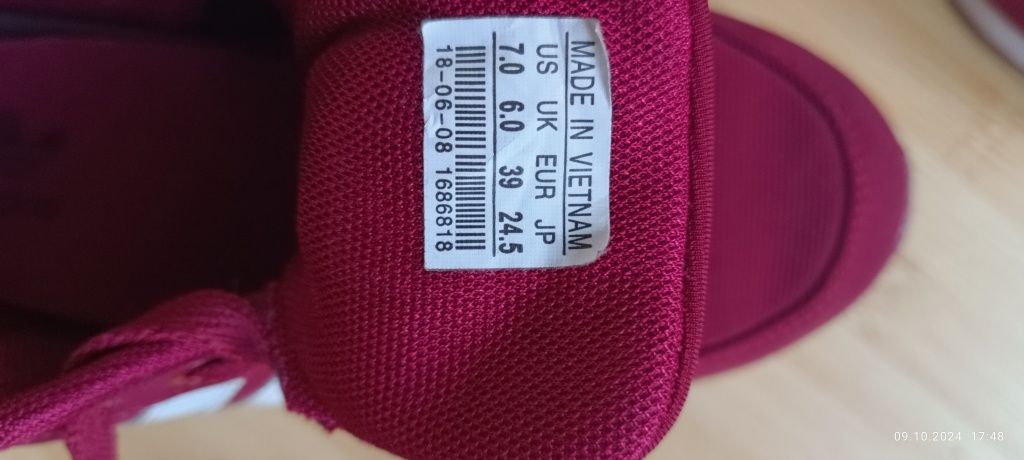 MADE IN VIETNAM
US UK EUR JP
7.0 6.0 39 24.5
18-06-08 1686818
09.10.2024 17:48